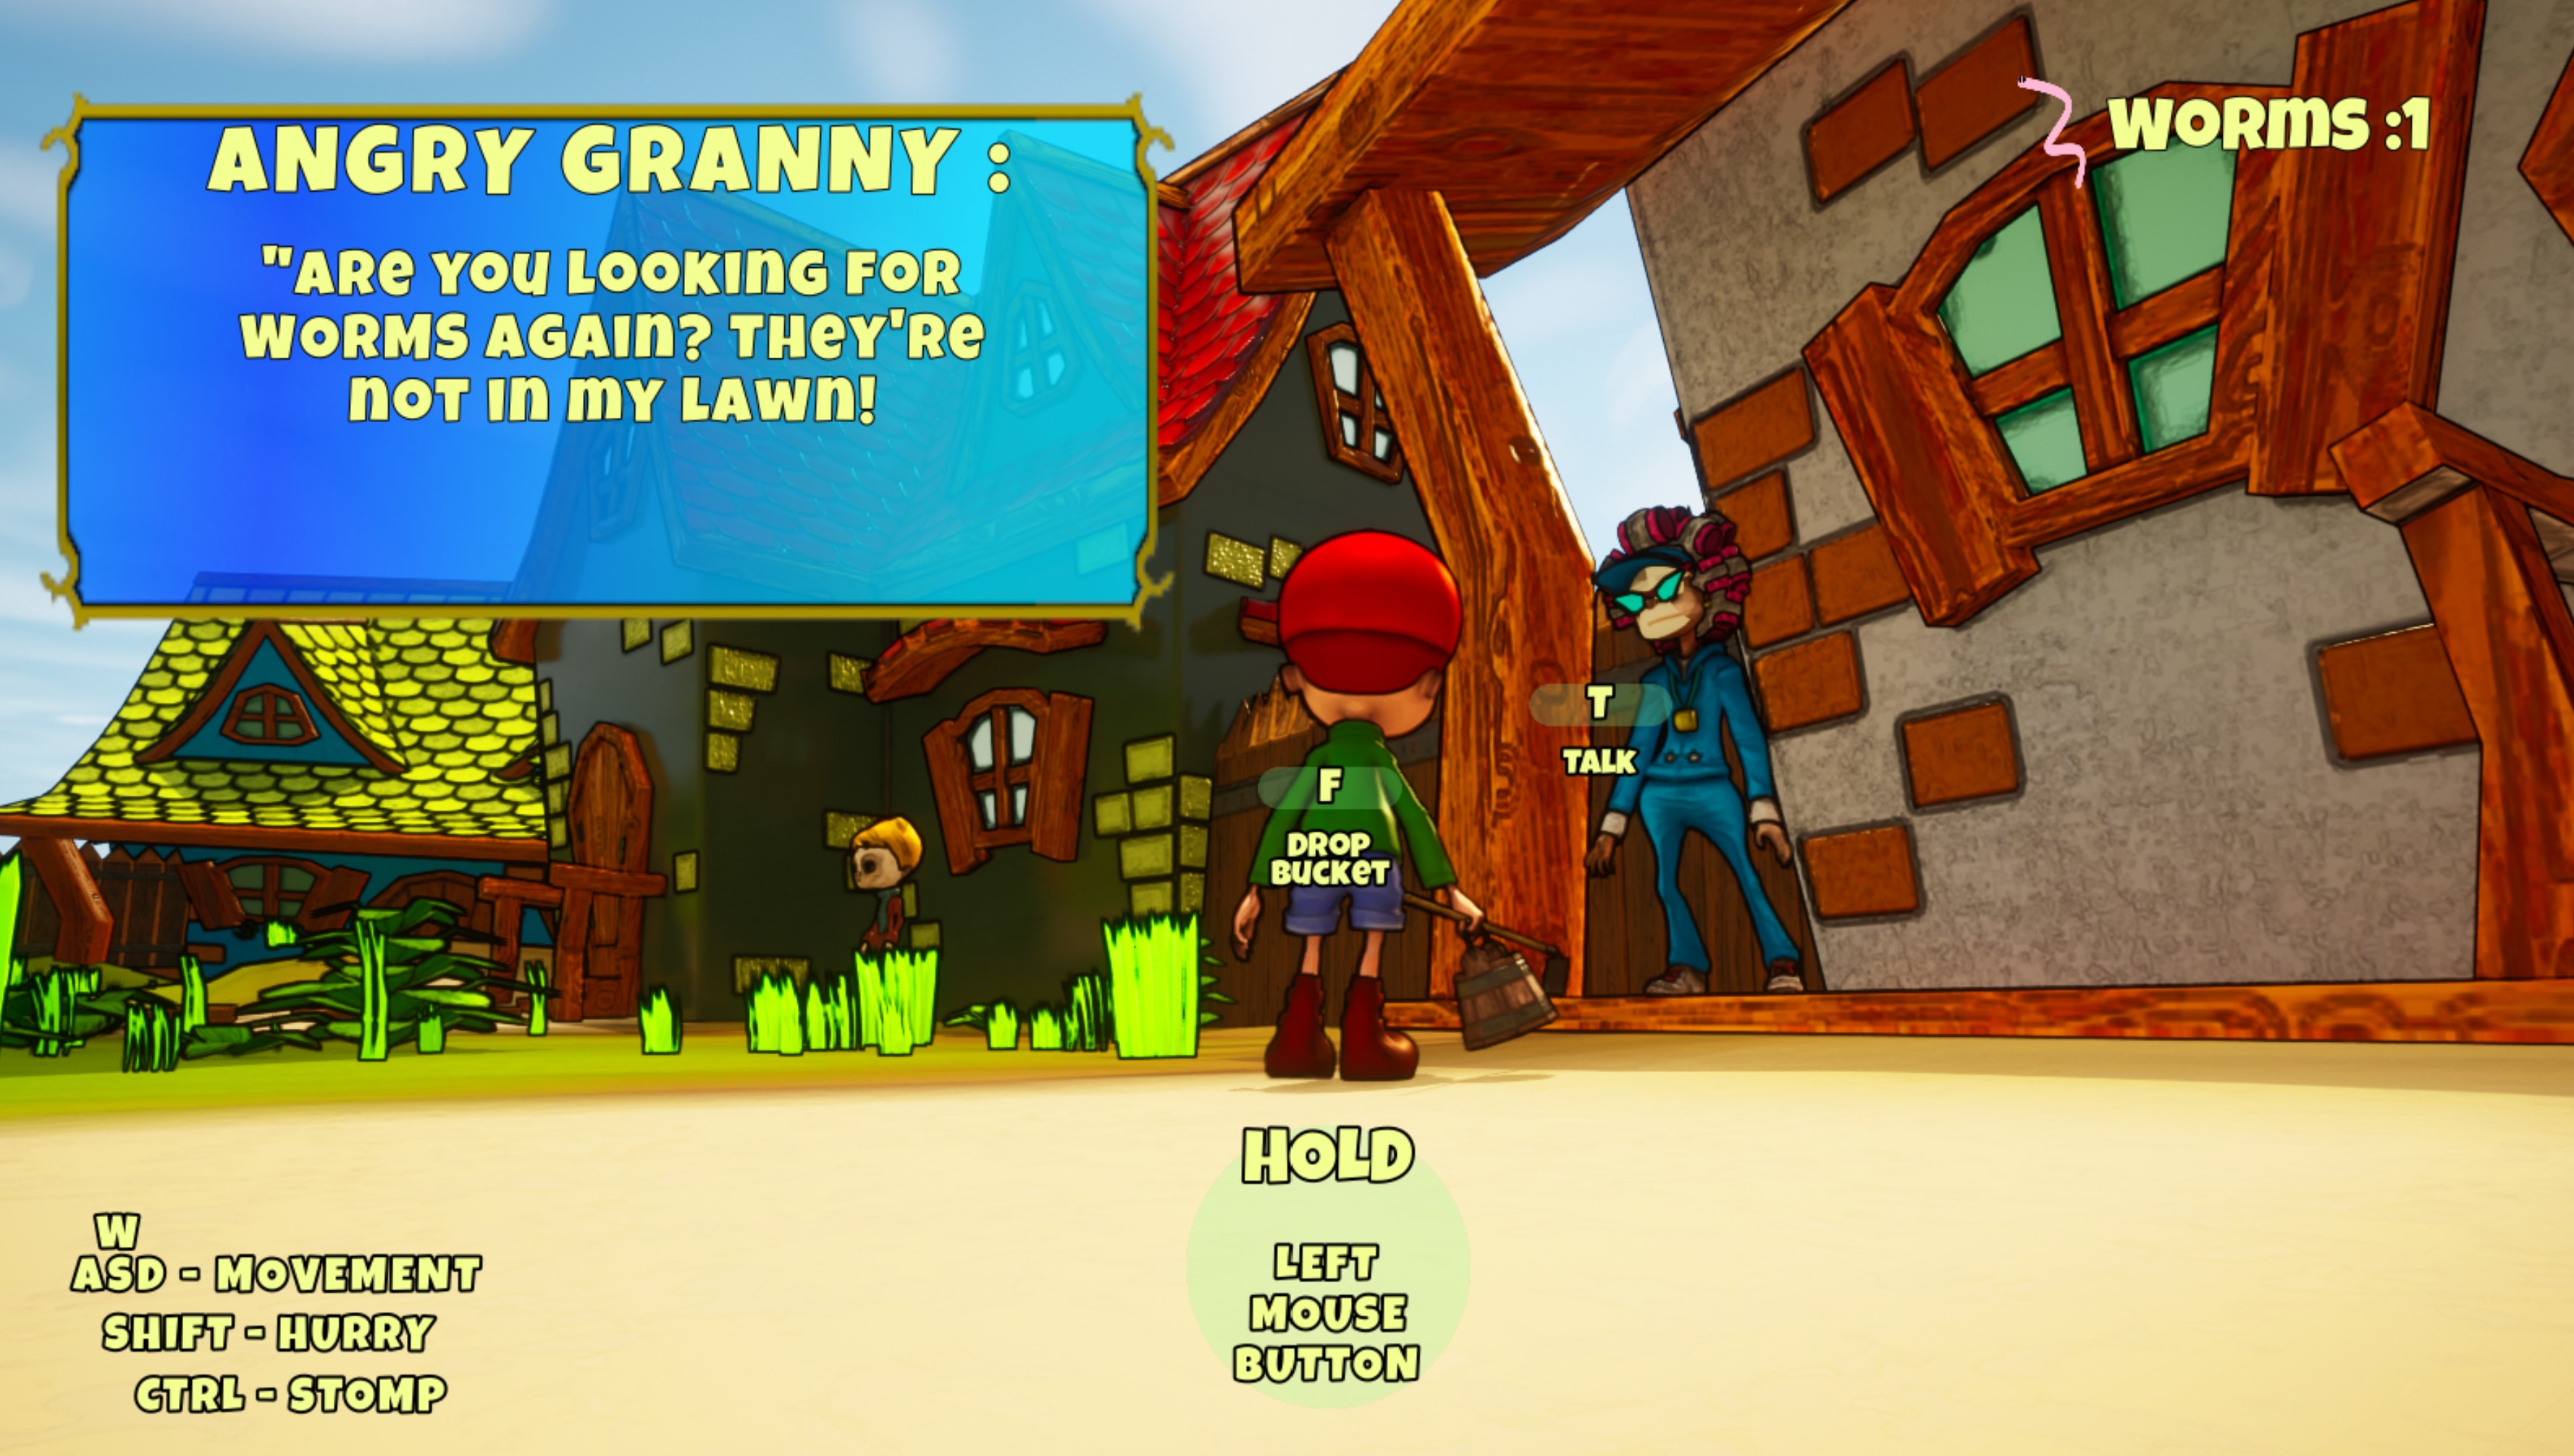 ANGRY GRANNY :
"ARE YOU LOOKING FOR
WORMS AGAIN? THEY'RE
NOT IN MY LAWN!
WORMS :1
T
TALK
F
DROP
BUCKET
HOLD
LEFT
MOUSE
BUTTON
W
ASD - MOVEMENT
SHIFT - HURRY
CTRL - STOMP